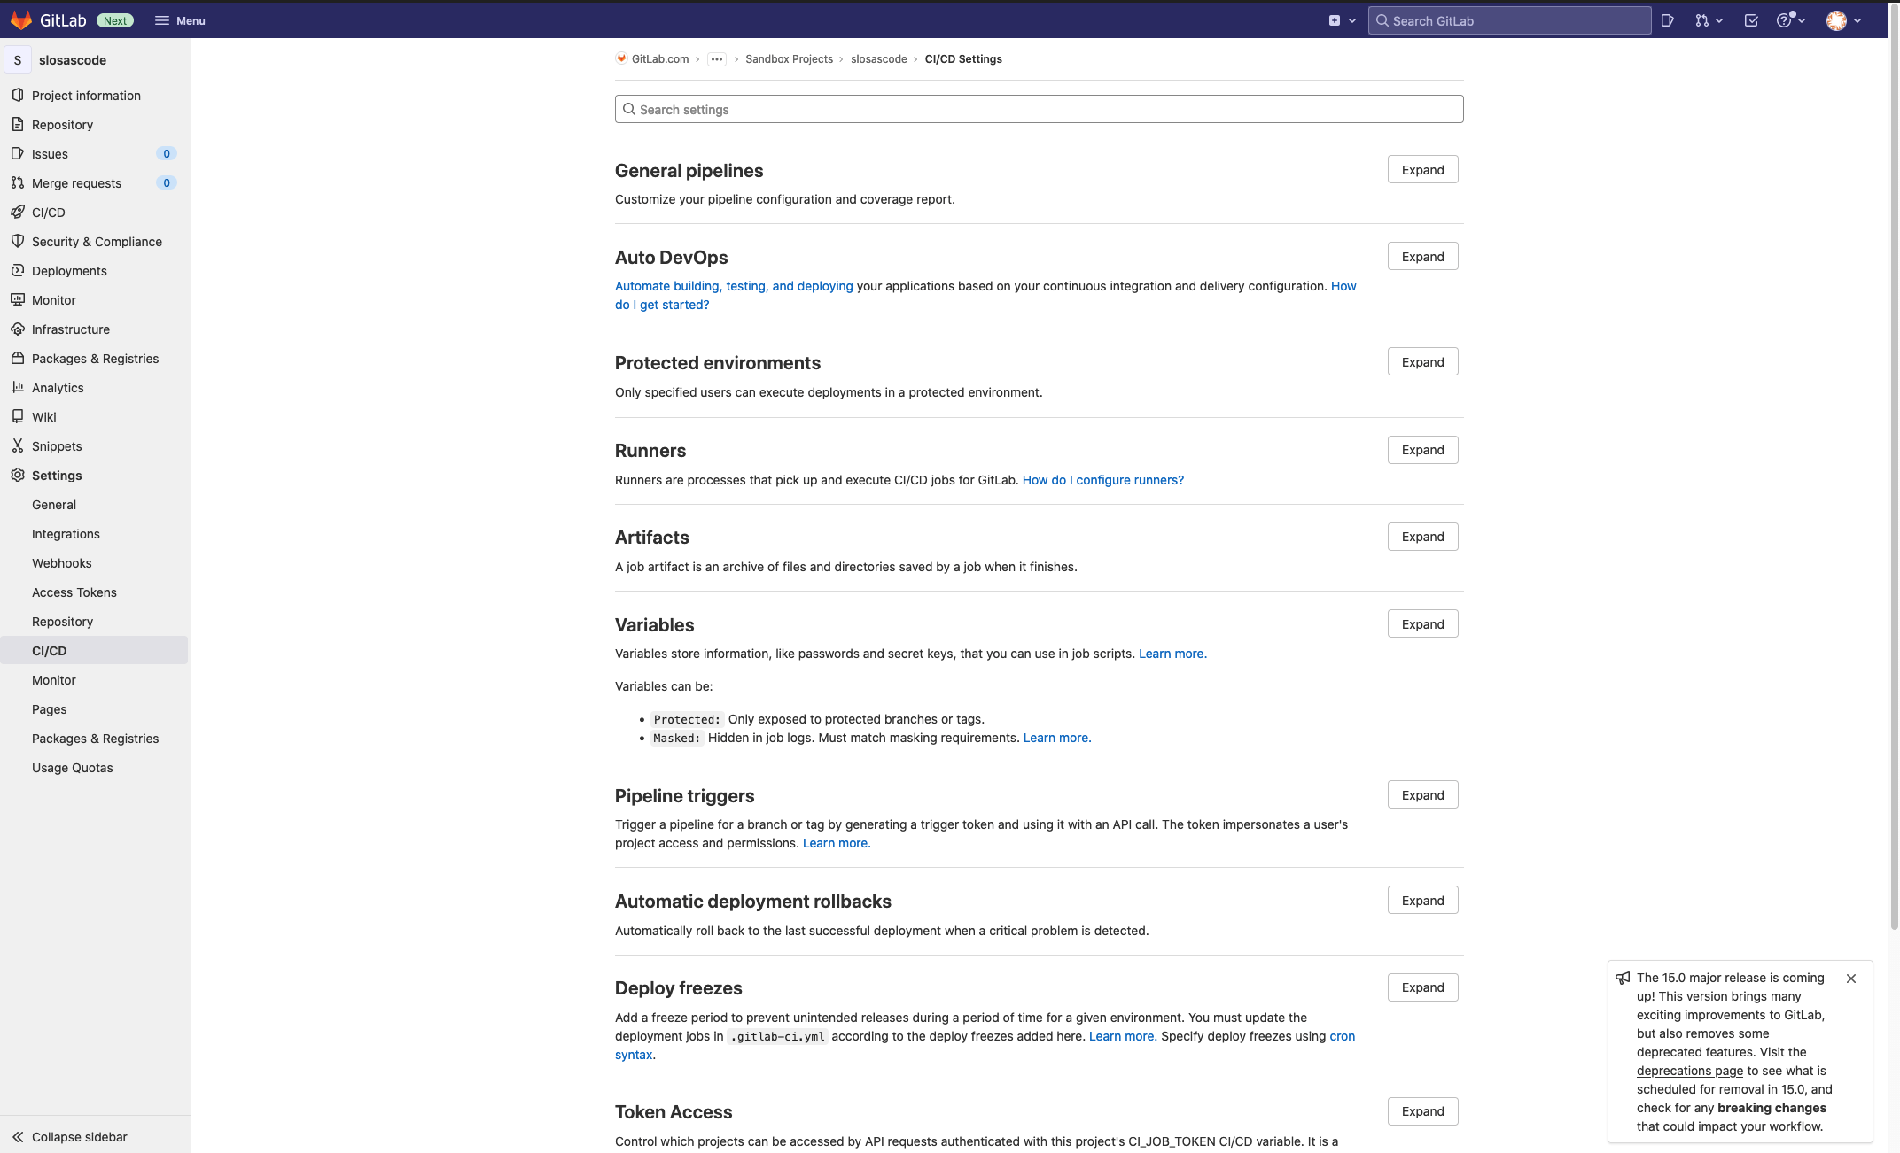 GitLab Next Menu Search GitLab
S slosascode
Project information
Repository
Issues 0
Merge requests 0
CI/CD
Security & Compliance
Deployments
Monitor
Infrastructure
Packages & Registries
Analytics
Wiki
Snippets
Settings
General
Integrations
Webhooks
Access Tokens
Repository
CI/CD
Monitor
Pages
Packages & Registries
Usage Quotas
Collapse sidebar
GitLab.com › ··· › Sandbox Projects › slosascode › CI/CD Settings
Search settings
General pipelines Expand
Customize your pipeline configuration and coverage report.
Auto DevOps Expand
Automate building, testing, and deploying your applications based on your continuous integration and delivery configuration. How
do I get started?
Protected environments Expand
Only specified users can execute deployments in a protected environment.
Runners Expand
Runners are processes that pick up and execute CI/CD jobs for GitLab. How do I configure runners?
Artifacts Expand
A job artifact is an archive of files and directories saved by a job when it finishes.
Variables Expand
Variables store information, like passwords and secret keys, that you can use in job scripts. Learn more.
Variables can be:
• Protected: Only exposed to protected branches or tags.
• Masked: Hidden in job logs. Must match masking requirements. Learn more.
Pipeline triggers Expand
Trigger a pipeline for a branch or tag by generating a trigger token and using it with an API call. The token impersonates a user's
project access and permissions. Learn more.
Automatic deployment rollbacks Expand
Automatically roll back to the last successful deployment when a critical problem is detected.
Deploy freezes Expand
Add a freeze period to prevent unintended releases during a period of time for a given environment. You must update the
deployment jobs in .gitlab-ci.yml according to the deploy freezes added here. Learn more. Specify deploy freezes using cron
syntax.
Token Access Expand
Control which projects can be accessed by API requests authenticated with this project's CI_JOB_TOKEN CI/CD variable. It is a
The 15.0 major release is coming
up! This version brings many
exciting improvements to GitLab,
but also removes some
deprecated features. Visit the
deprecations page to see what is
scheduled for removal in 15.0, and
check for any breaking changes
that could impact your workflow.